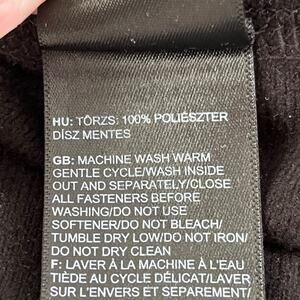 HU: TÖRZS: 100% POLIÉSZTER
DÍSZ MENTES
GB: MACHINE WASH WARM
GENTLE CYCLE/WASH INSIDE
OUT AND SEPARATELY/CLOSE
ALL FASTENERS BEFORE
WASHING/DO NOT USE
SOFTENER/DO NOT BLEACH/
TUMBLE DRY LOW/DO NOT IRON/
DO NOT DRY CLEAN
F: LAVER À LA MACHINE À L'EAU
TIÈDE AU CYCLE DÉLICAT/LAVER
SUR L'ENVERS ET SÉPAREMENT/